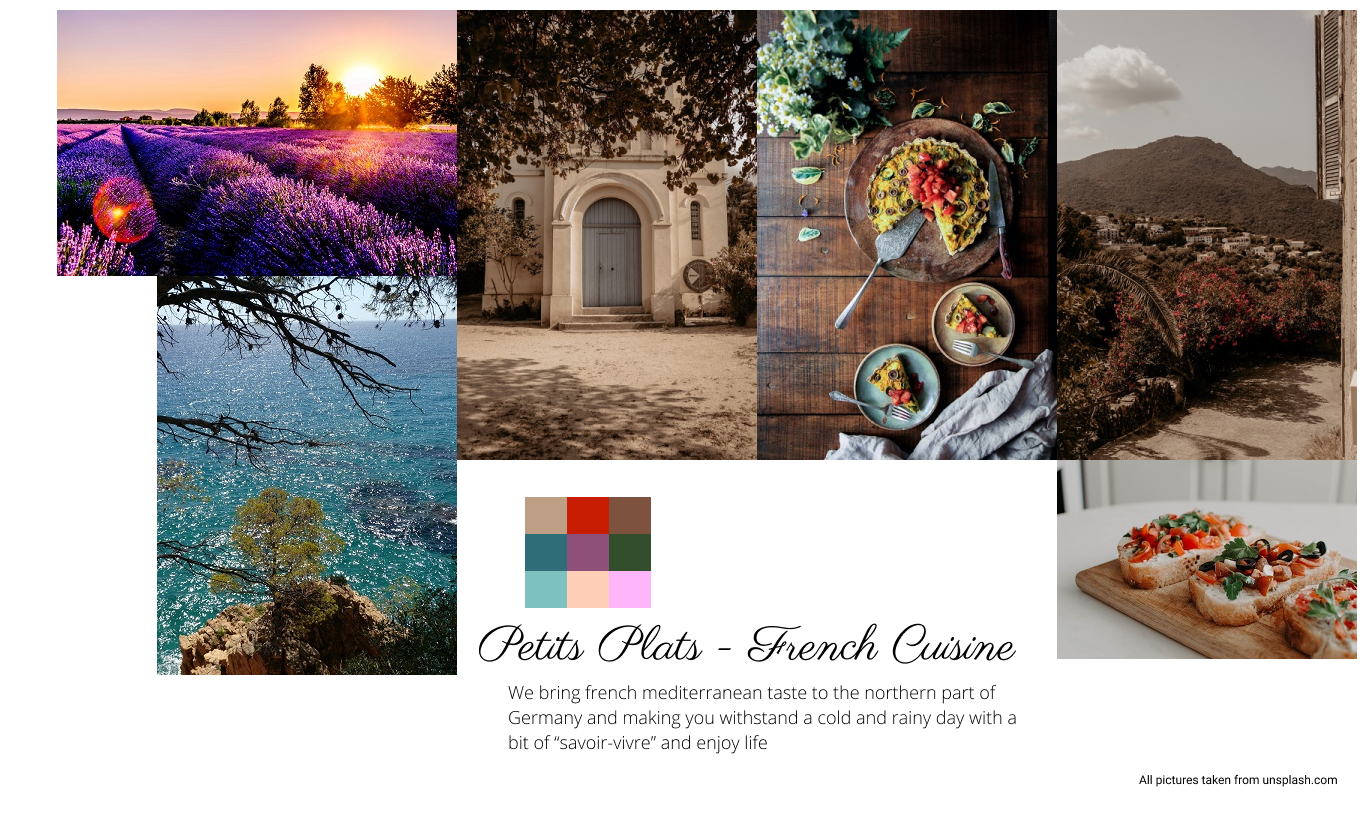 Petits Plats - French Cuisine
We bring french mediterranean taste to the northern part of
Germany and making you withstand a cold and rainy day with a
bit of “savoir-vivre” and enjoy life
All pictures taken from unsplash.com